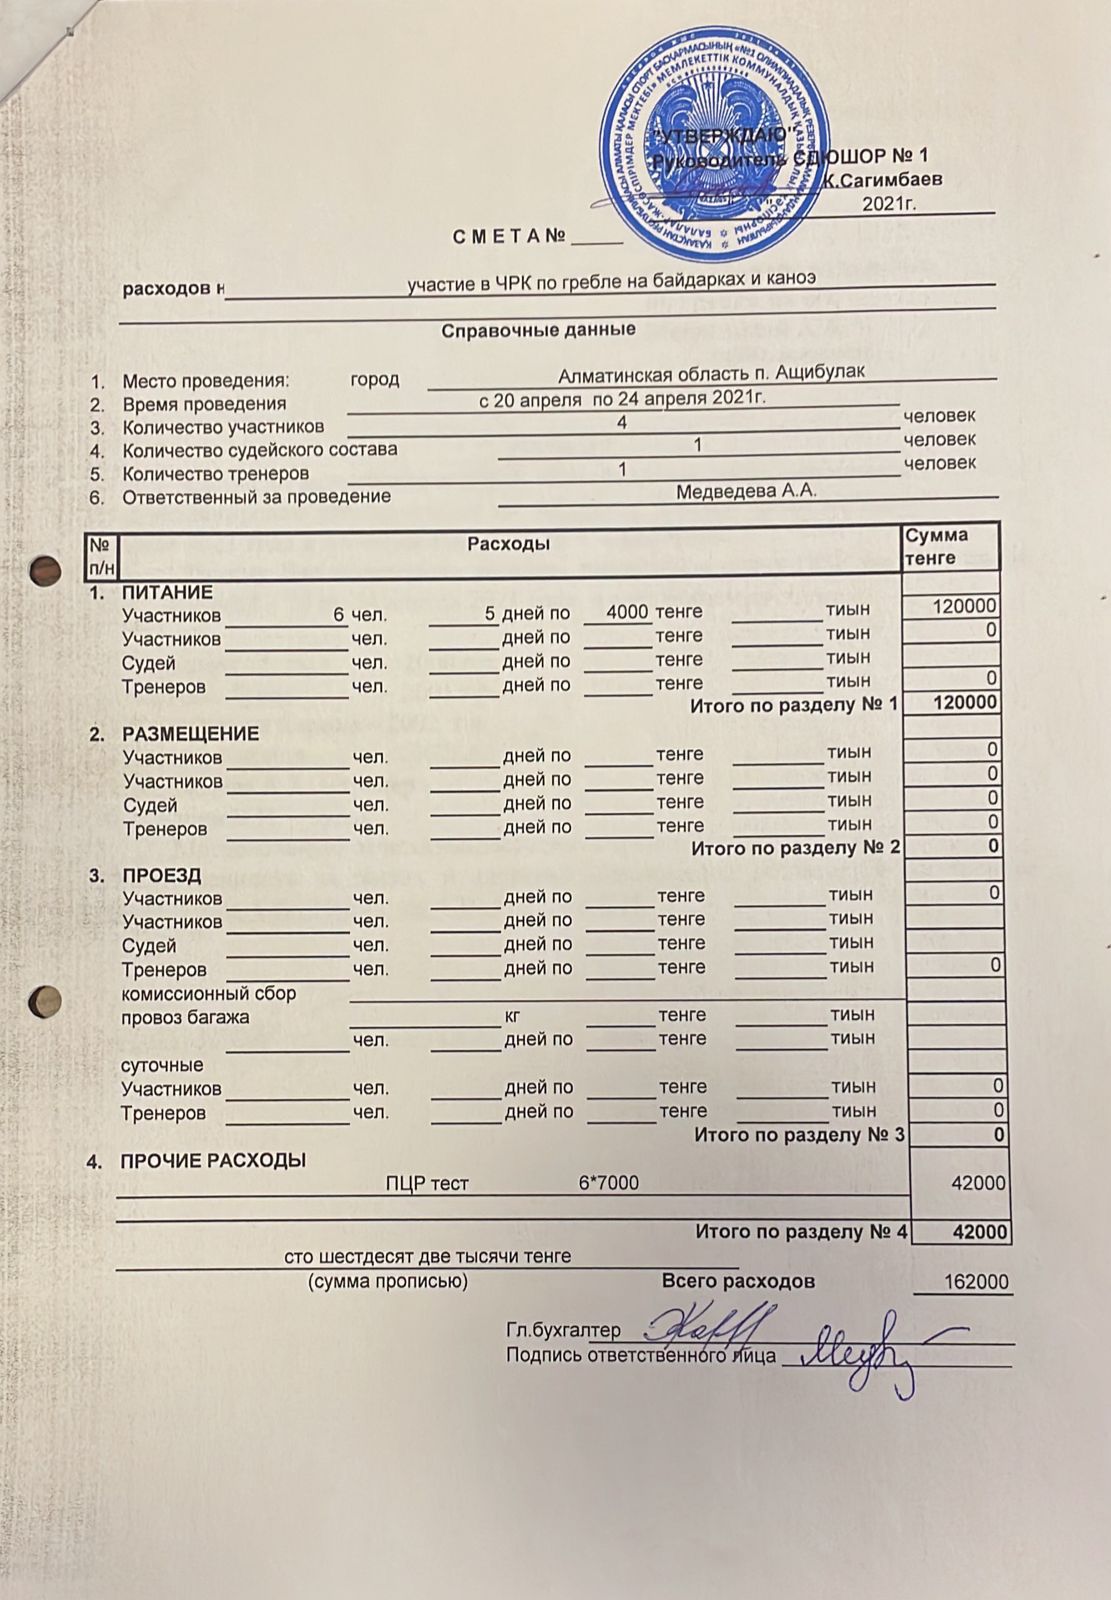 "УТВЕРЖДАЮ"
Руководитель СДЮШОР № 1
К.Сагимбаев
2021г.
С М Е Т А №
расходов н участие в ЧРК по гребле на байдарках и каноэ
Справочные данные
1. Место проведения: город Алматинская область п. Ащибулак
2. Время проведения с 20 апреля по 24 апреля 2021г.
3. Количество участников 4 человек
4. Количество судейского состава 1 человек
5. Количество тренеров 1 человек
6. Ответственный за проведение Медведева А.А.
№ п/н Расходы Сумма тенге
1. ПИТАНИЕ
Участников 6 чел. 5 дней по 4000 тенге тиын 120000
Участников чел. дней по тенге тиын 0
Судей чел. дней по тенге тиын
Тренеров чел. дней по тенге тиын 0
Итого по разделу № 1 120000
2. РАЗМЕЩЕНИЕ
Участников чел. дней по тенге тиын 0
Участников чел. дней по тенге тиын 0
Судей чел. дней по тенге тиын 0
Тренеров чел. дней по тенге тиын 0
Итого по разделу № 2 0
3. ПРОЕЗД
Участников чел. дней по тенге тиын 0
Участников чел. дней по тенге тиын
Судей чел. дней по тенге тиын
Тренеров чел. дней по тенге тиын 0
комиссионный сбор
провоз багажа кг тенге тиын
чел. дней по тенге тиын
суточные
Участников чел. дней по тенге тиын 0
Тренеров чел. дней по тенге тиын 0
Итого по разделу № 3 0
4. ПРОЧИЕ РАСХОДЫ
ПЦР тест 6*7000 42000
Итого по разделу № 4 42000
сто шестдесят две тысячи тенге
(сумма прописью) Всего расходов 162000
Гл.бухгалтер
Подпись ответственного лица